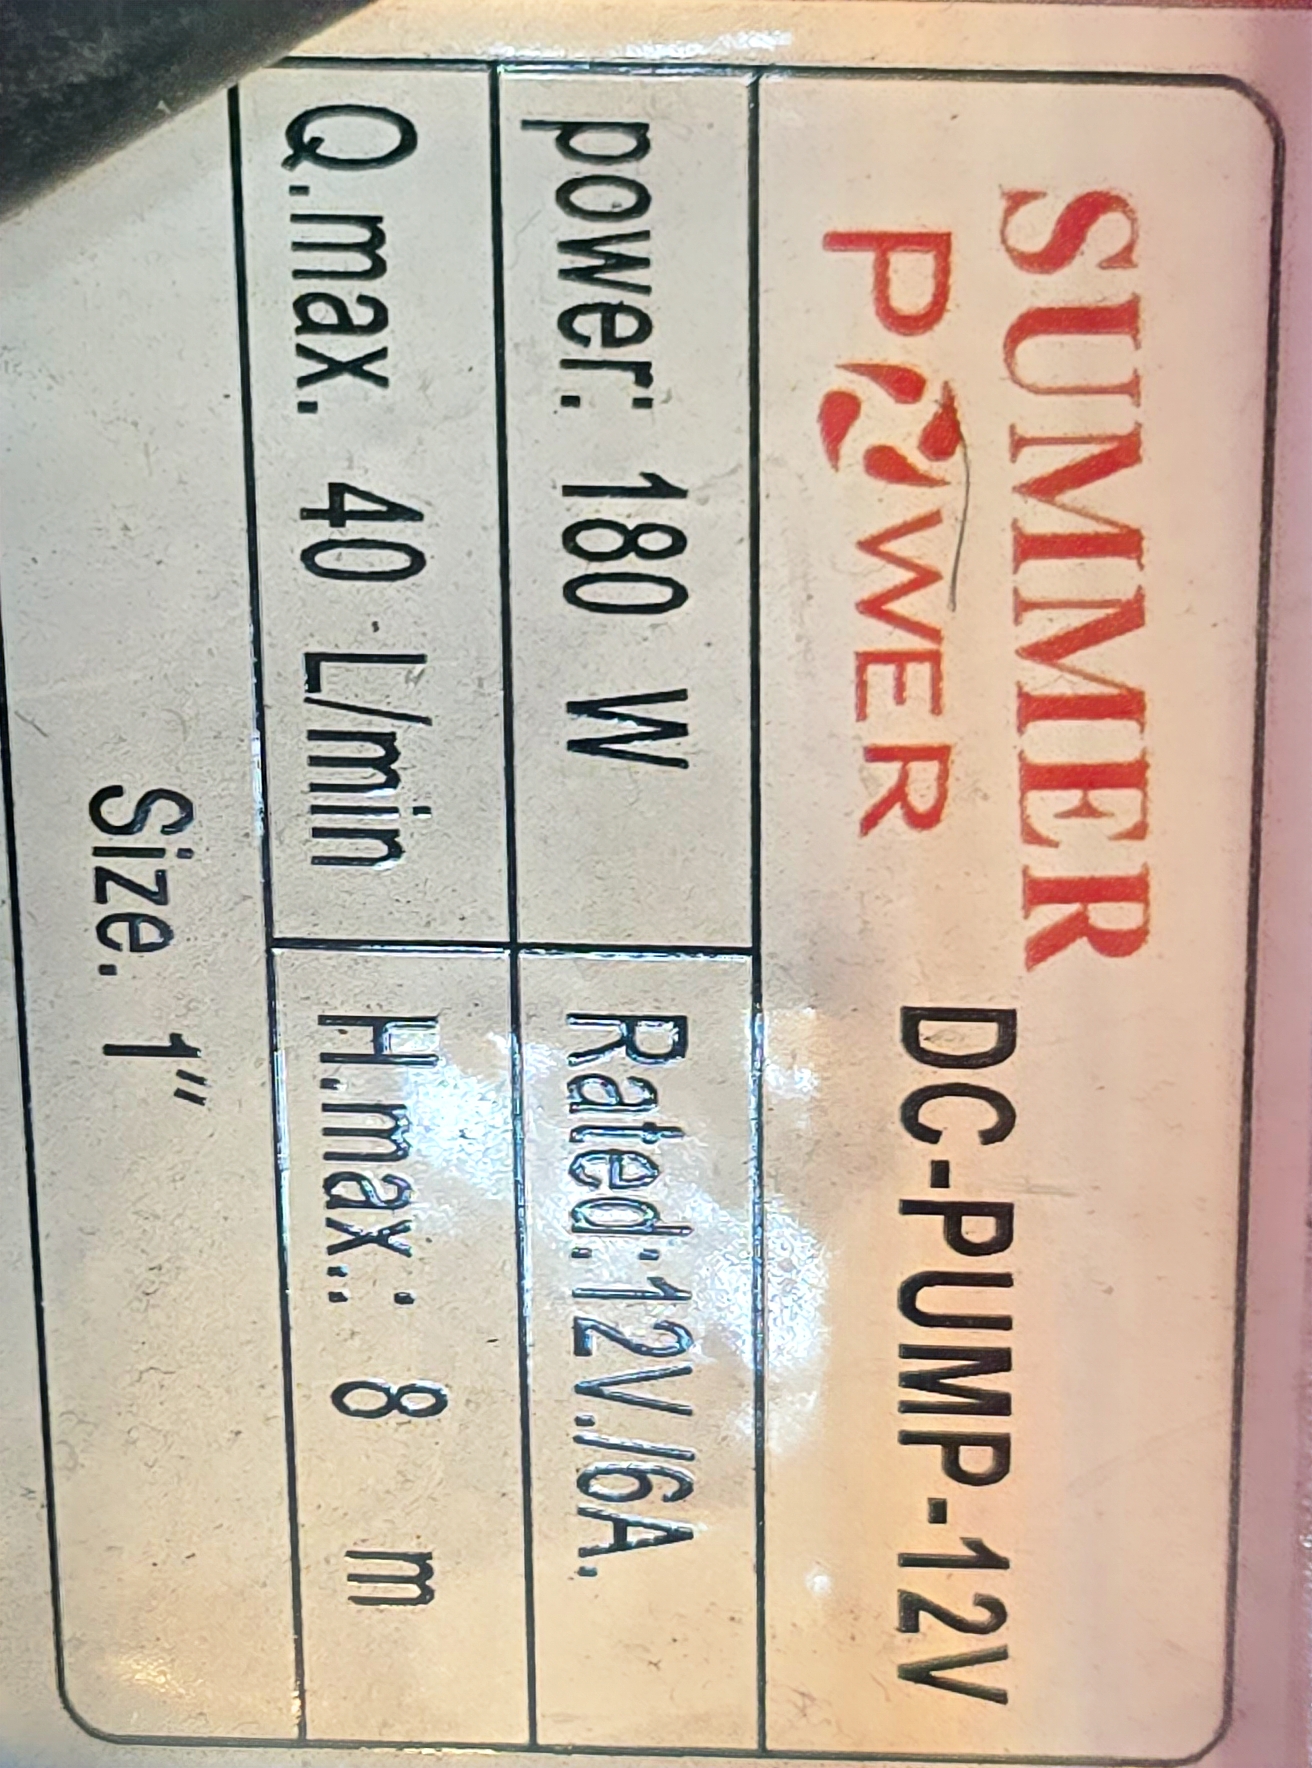 SUMMER
POWER
DC-PUMP-12V
power: 180 W
Rated:12V./6A.
Q.max. 40 L/min
H.max.: 8 m
Size. 1"